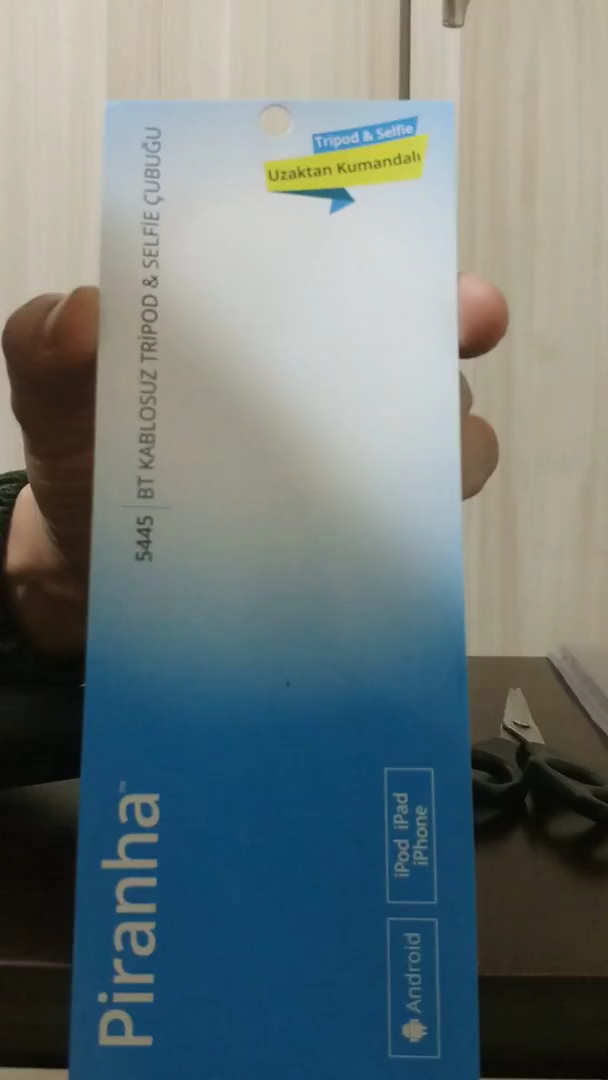 Tripod & Selfie
Uzaktan Kumandalı
5445 | BT KABLOSUZ TRİPOD & SELFİE ÇUBUĞU
Piranha™
iPod iPad
iPhone
Android